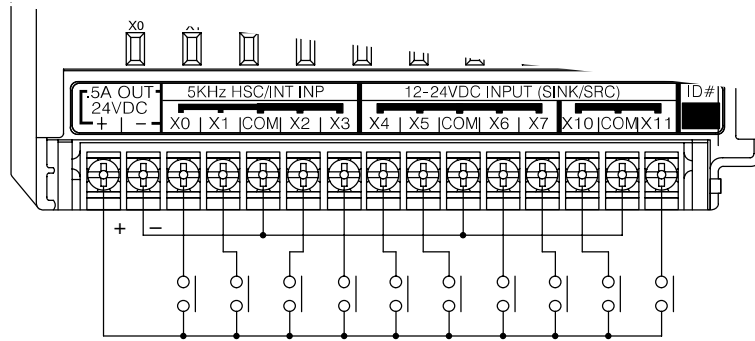 X0
.5A OUT 5KHz HSC/INT INP 12-24VDC INPUT (SINK/SRC) ID#
24VDC
+ | − X0 | X1 |COM| X2 | X3 X4 | X5 |COM| X6 | X7 X10|COM|X11
+ −